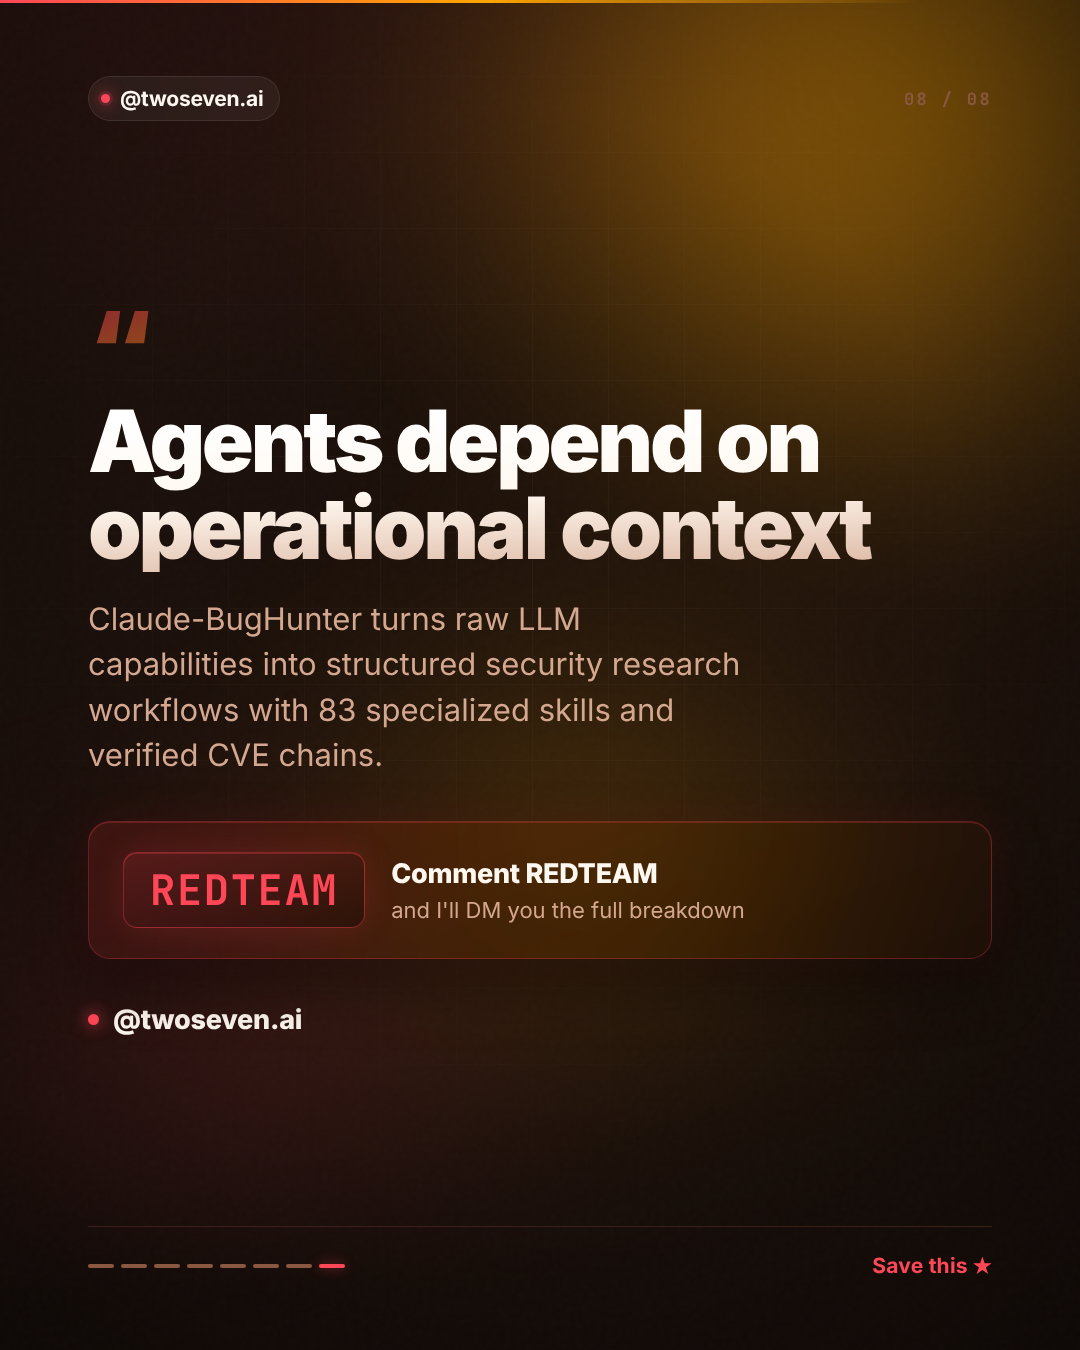 @twoseven.ai
08 / 08
“
Agents depend on
operational context
Claude-BugHunter turns raw LLM
capabilities into structured security research
workflows with 83 specialized skills and
verified CVE chains.
REDTEAM
Comment REDTEAM
and I'll DM you the full breakdown
@twoseven.ai
Save this ★